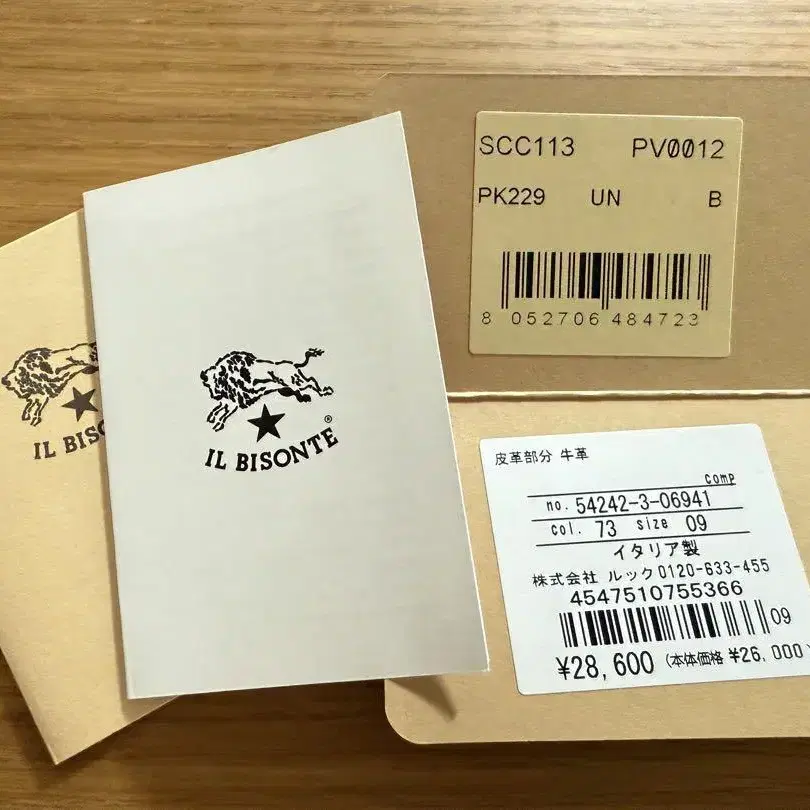 IL BISONTE
IL BISONTE®
SCC113 PV0012
PK229 UN B
8 052706 484723
皮革部分 牛革
comp
no. 54242-3-06941
col. 73 size 09
イタリア製
株式会社 ルック 0120-633-455
4547510755366
09
¥28,600 (本体価格 ¥26,000)